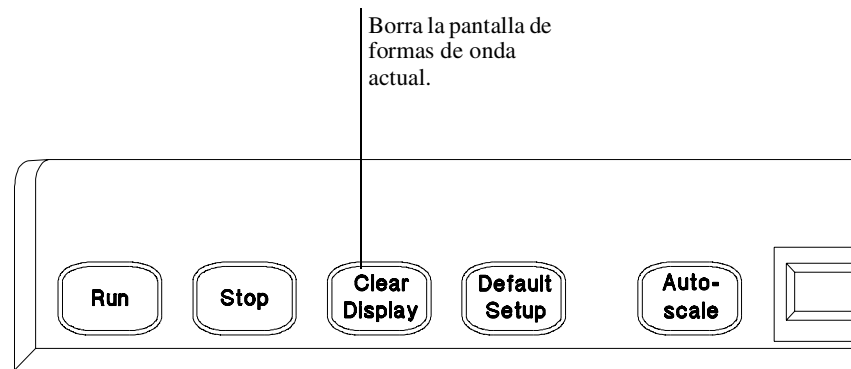 Borra la pantalla de
formas de onda
actual.
Run
Stop
Clear
Display
Default
Setup
Auto-
scale